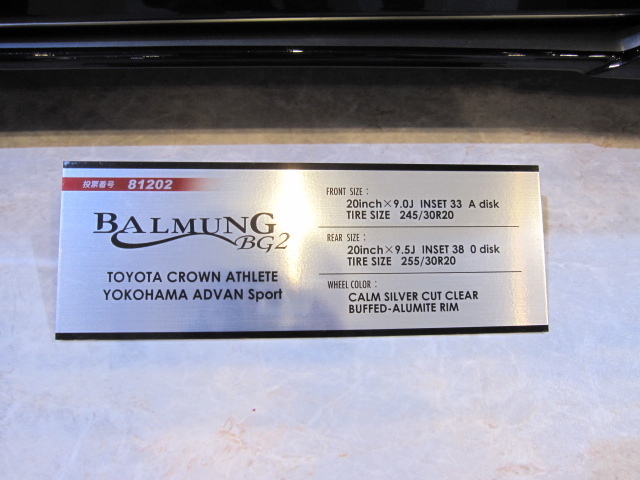 投票番号 81202
BALMUNG
BG2
TOYOTA CROWN ATHLETE
YOKOHAMA ADVAN Sport
FRONT SIZE :
20inch×9.0J INSET 33 A disk
TIRE SIZE 245/30R20
REAR SIZE :
20inch×9.5J INSET 38 0 disk
TIRE SIZE 255/30R20
WHEEL COLOR :
CALM SILVER CUT CLEAR
BUFFED-ALUMITE RIM